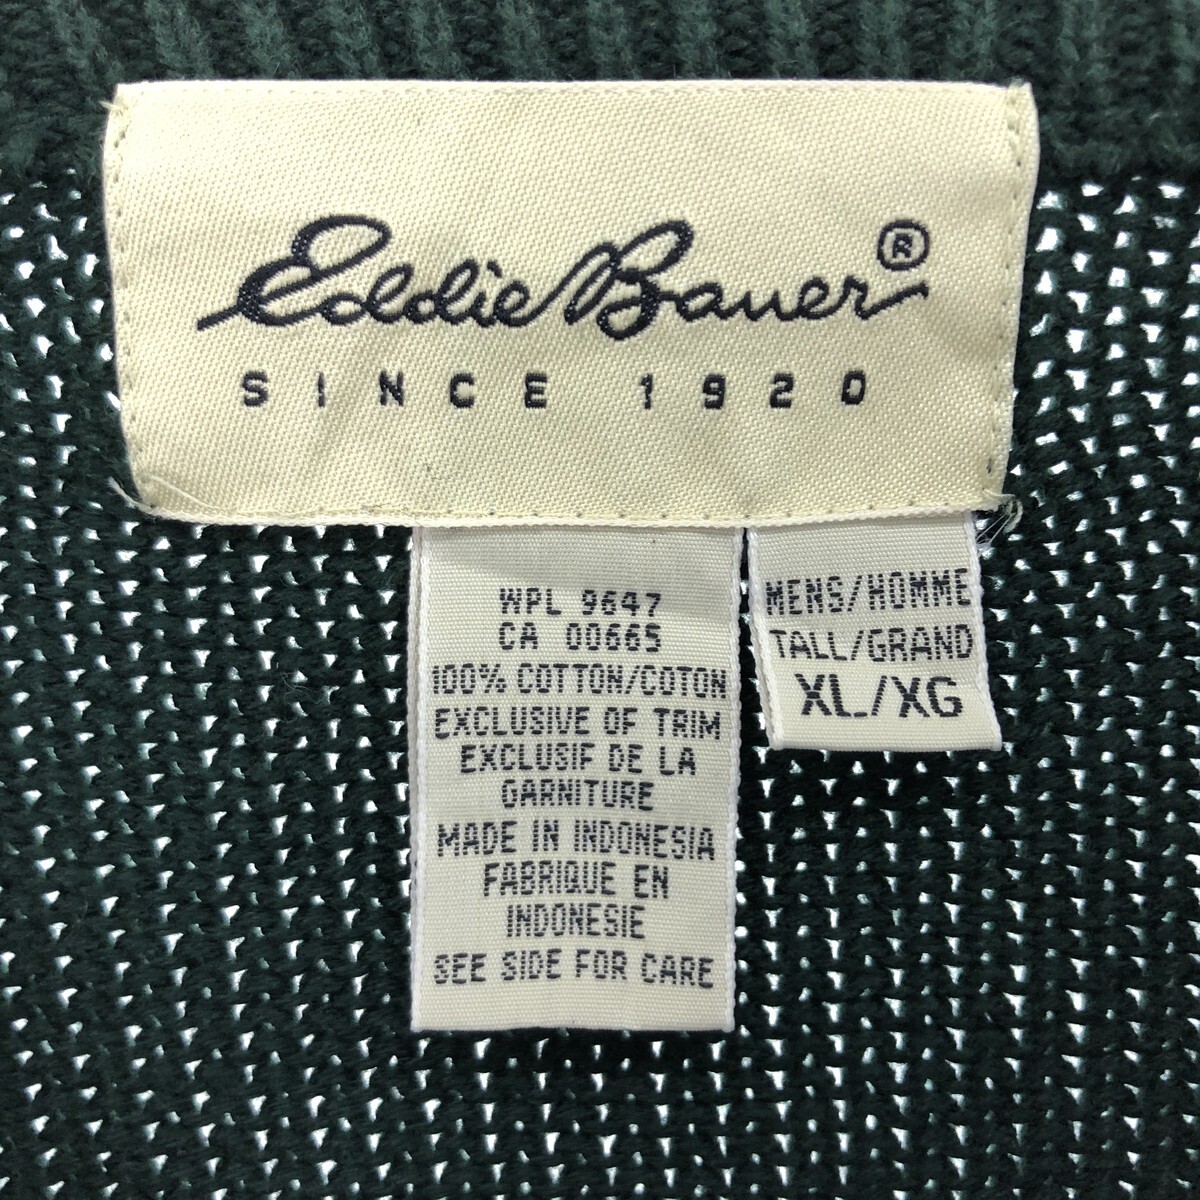 Eddie Bauer®
SINCE 1920
WPL 9647
CA 00665
100% COTTON/COTON
EXCLUSIVE OF TRIM
EXCLUSIF DE LA
GARNITURE
MADE IN INDONESIA
FABRIQUE EN
INDONESIE
SEE SIDE FOR CARE
MENS/HOMME
TALL/GRAND
XL/XG